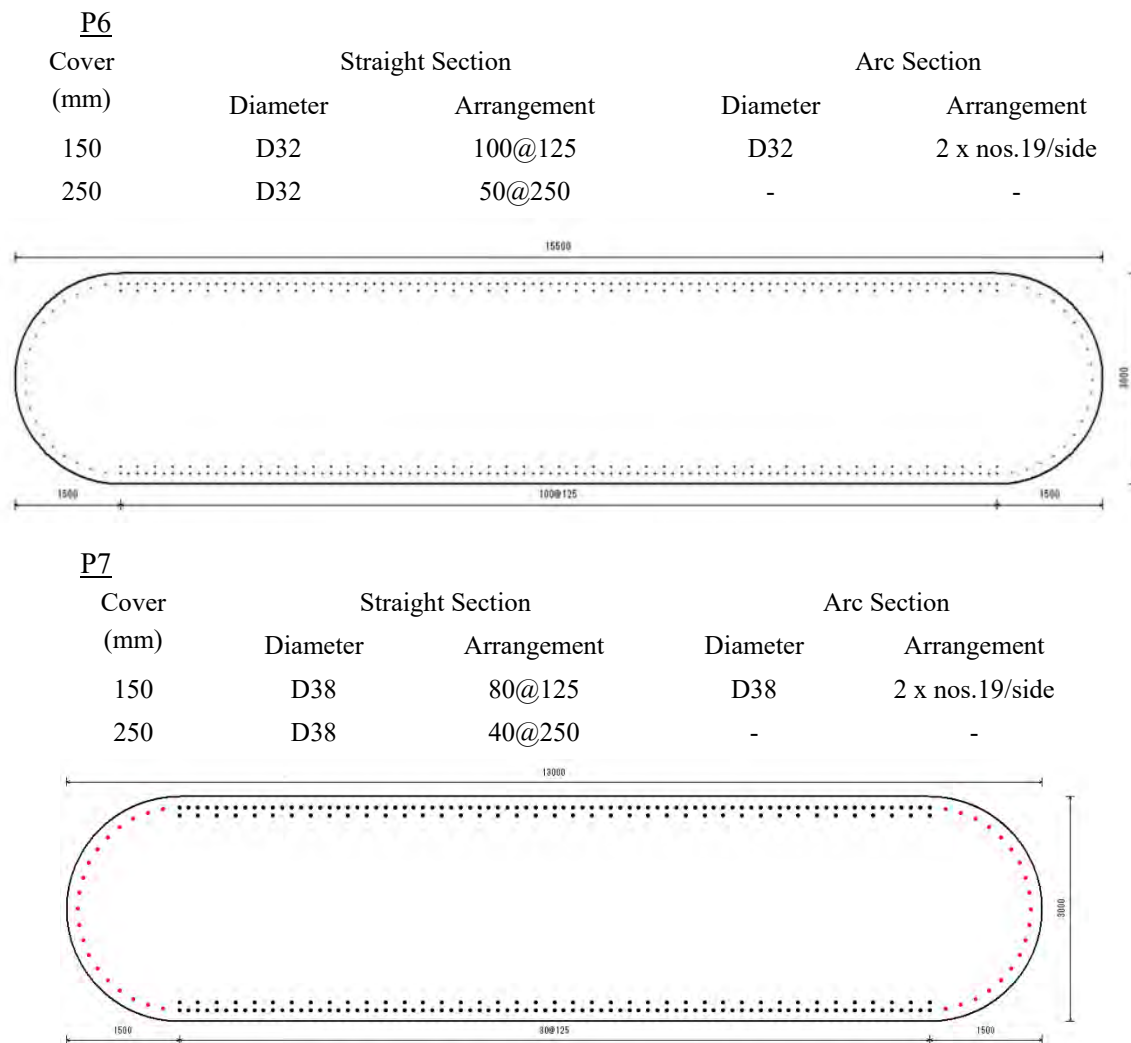 P6
Cover (mm) Straight Section Arc Section
Diameter Arrangement Diameter Arrangement
150 D32 100@125 D32 2 x nos.19/side
250 D32 50@250 - -
15500
3000
1500 100@125 1500
P7
Cover (mm) Straight Section Arc Section
Diameter Arrangement Diameter Arrangement
150 D38 80@125 D38 2 x nos.19/side
250 D38 40@250 - -
13000
3000
1500 80@125 1500